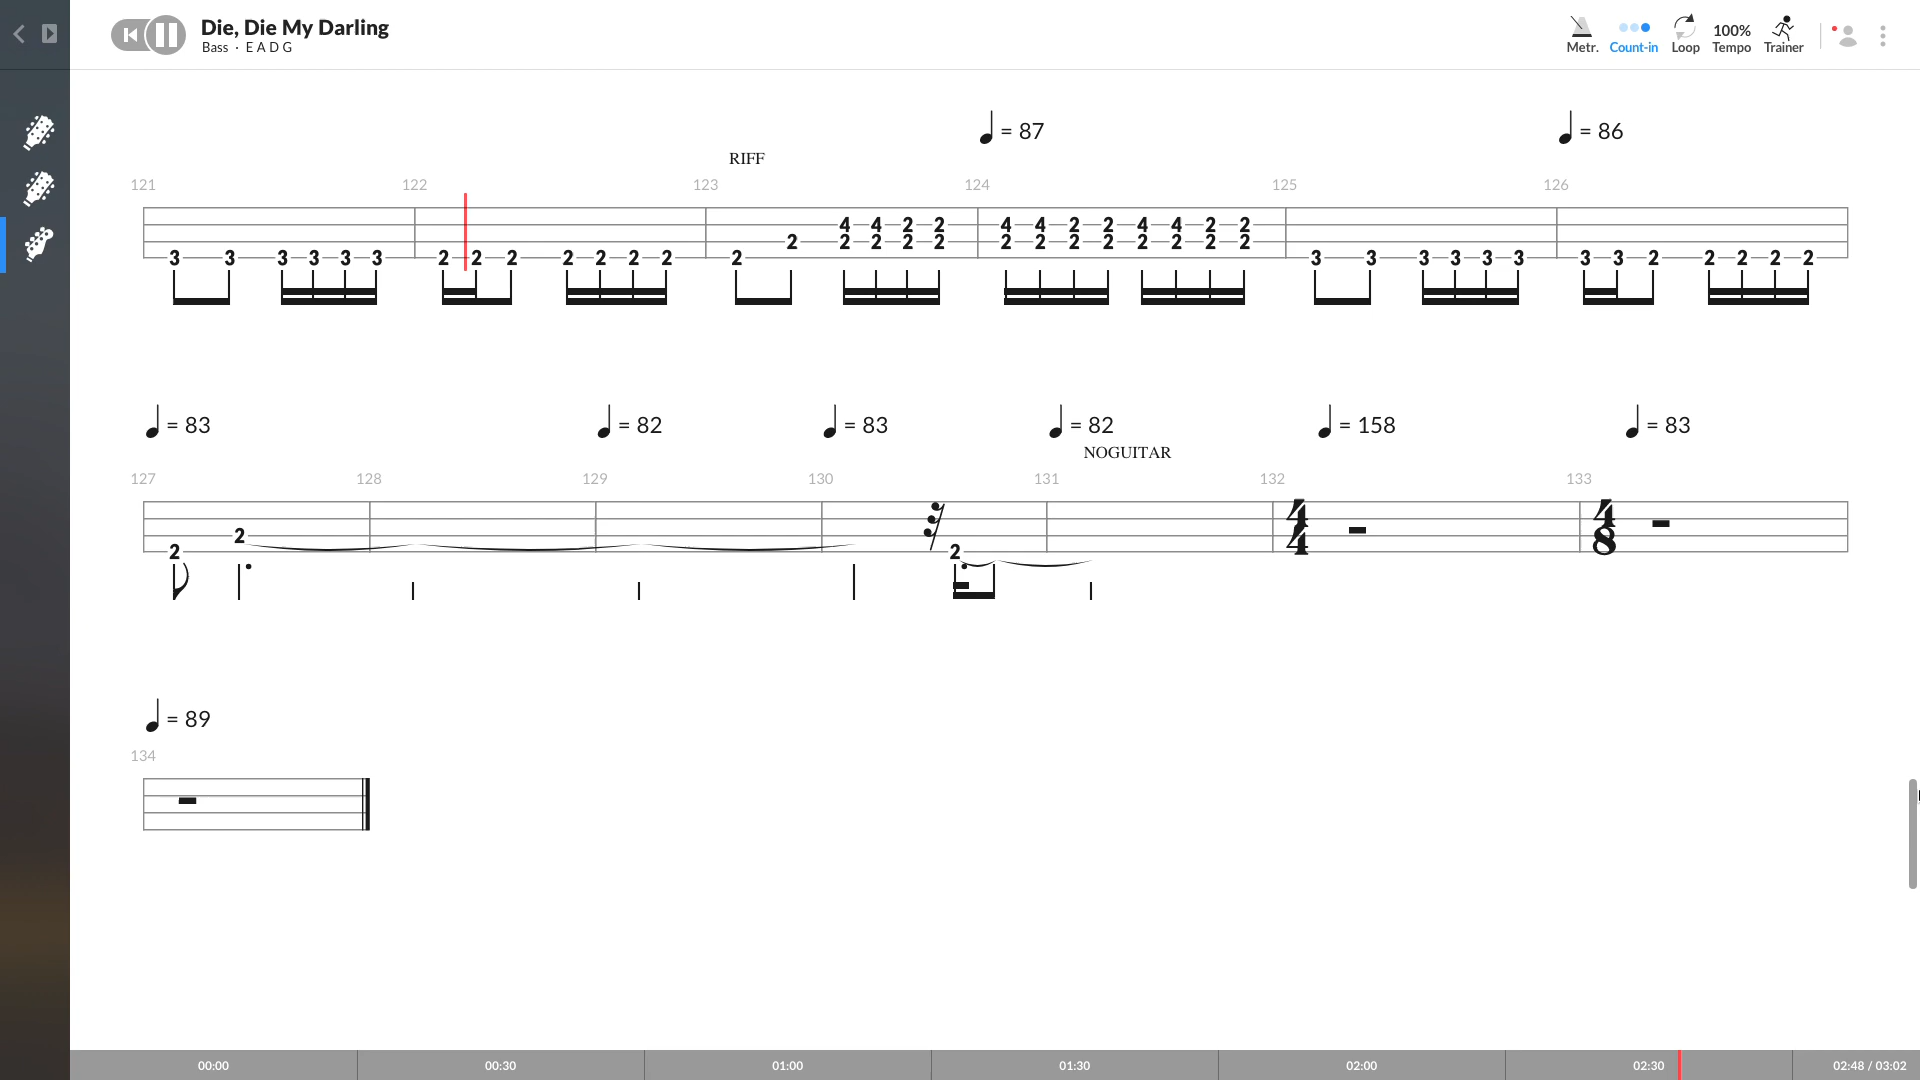 Die, Die My Darling
Bass · E A D G
Metr.
Count-in
Loop
100%
Tempo
Trainer
= 87
= 86
RIFF
121 122 123 124 125 126
4 4 2 2 4 4 2 2 4 4 2 2
2 2 2 2 2 2 2 2 2 2 2 2 2
3 3 3 3 3 3 2 2 2 2 2 2 2 2 3 3 3 3 3 3 3 3 2 2 2 2 2
= 83 = 82 = 83 = 82 = 158 = 83
NOGUITAR
127 128 129 130 131 132 133
4 4
2
2 2 4 8
= 89
134
00:00 00:30 01:00 01:30 02:00 02:30 02:48 / 03:02